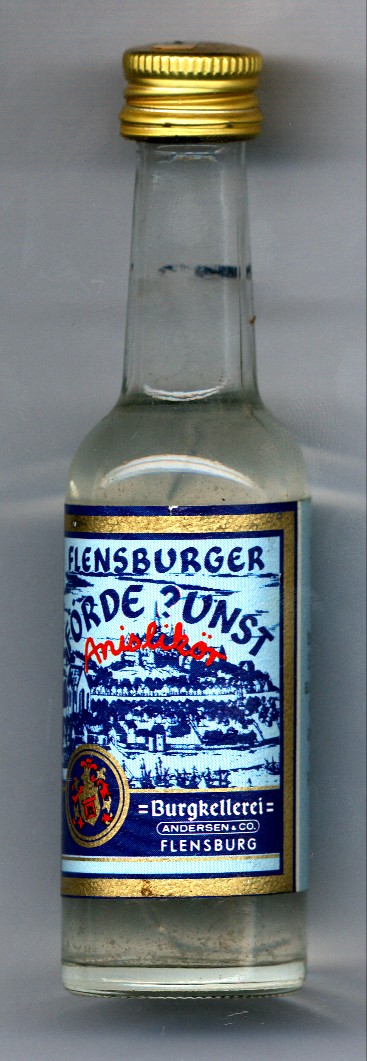 FLENSBURGER
FÖRDE ?UNST
Anislikör
=Burgkellerei=
ANDERSEN & CO.
FLENSBURG